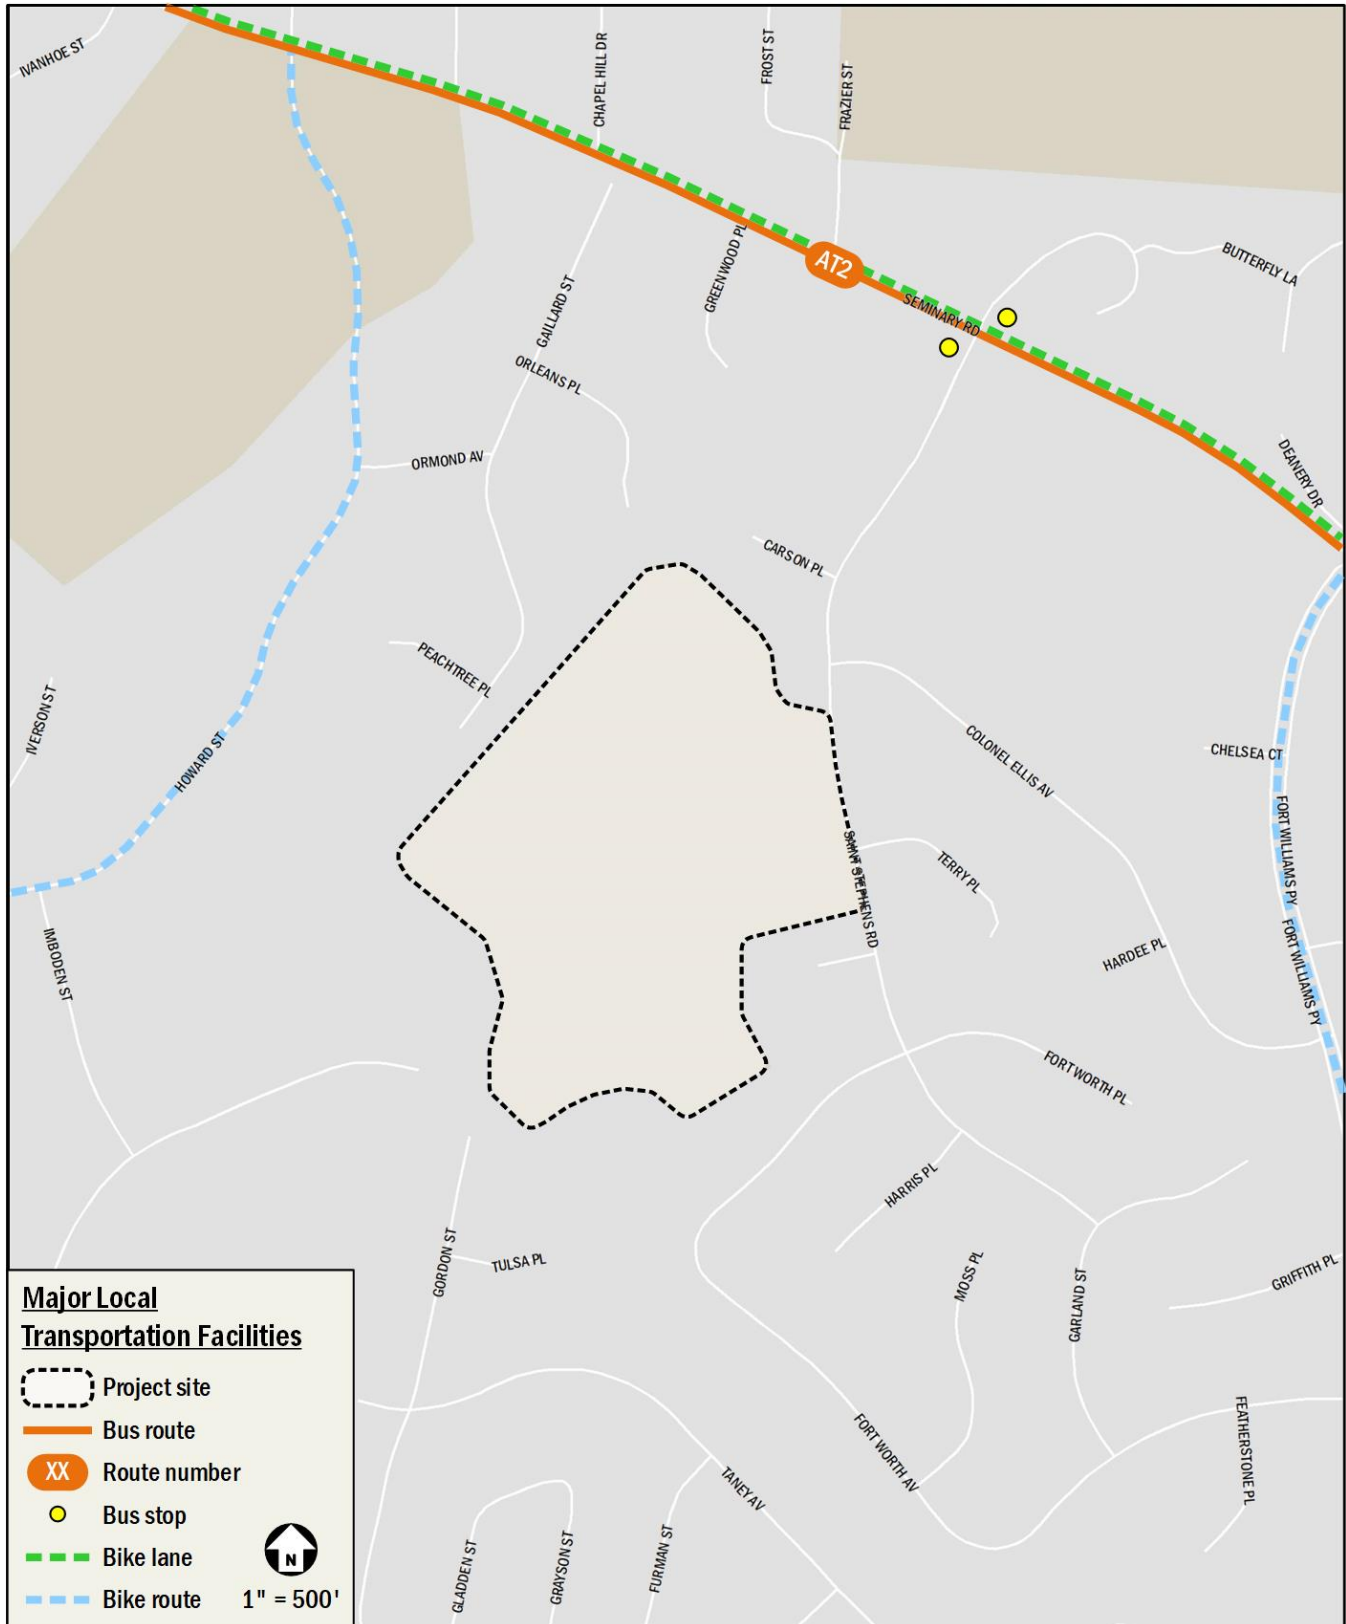 IVANHOE ST
CHAPEL HILL DR
FROST ST
FRAZIER ST
GREENWOOD PL
AT2
BUTTERFLY LA
GAILLARD ST
SEMINARY RD
ORLEANS PL
ORMOND AV
DEANERY DR
CARSON PL
PEACHTREE PL
IVERSON ST
HOWARD ST
COLONEL ELLIS AV
CHELSEA CT
FORT WILLIAMS PY
SAINT STEPHENS RD
TERRY PL
IMBODEN ST
HARDEE PL
FORT WILLIAMS PY
FORT WORTH PL
HARRIS PL
GORDON ST
TULSA PL
MOSS PL
GARLAND ST
GRIFFITH PL
FORT WORTH AV
FEATHERSTONE PL
TANEY AV
GLADDEN ST
GRAYSON ST
FURMAN ST
Major Local
Transportation Facilities
Project site
Bus route
XX Route number
Bus stop
Bike lane
N
Bike route 1" = 500'